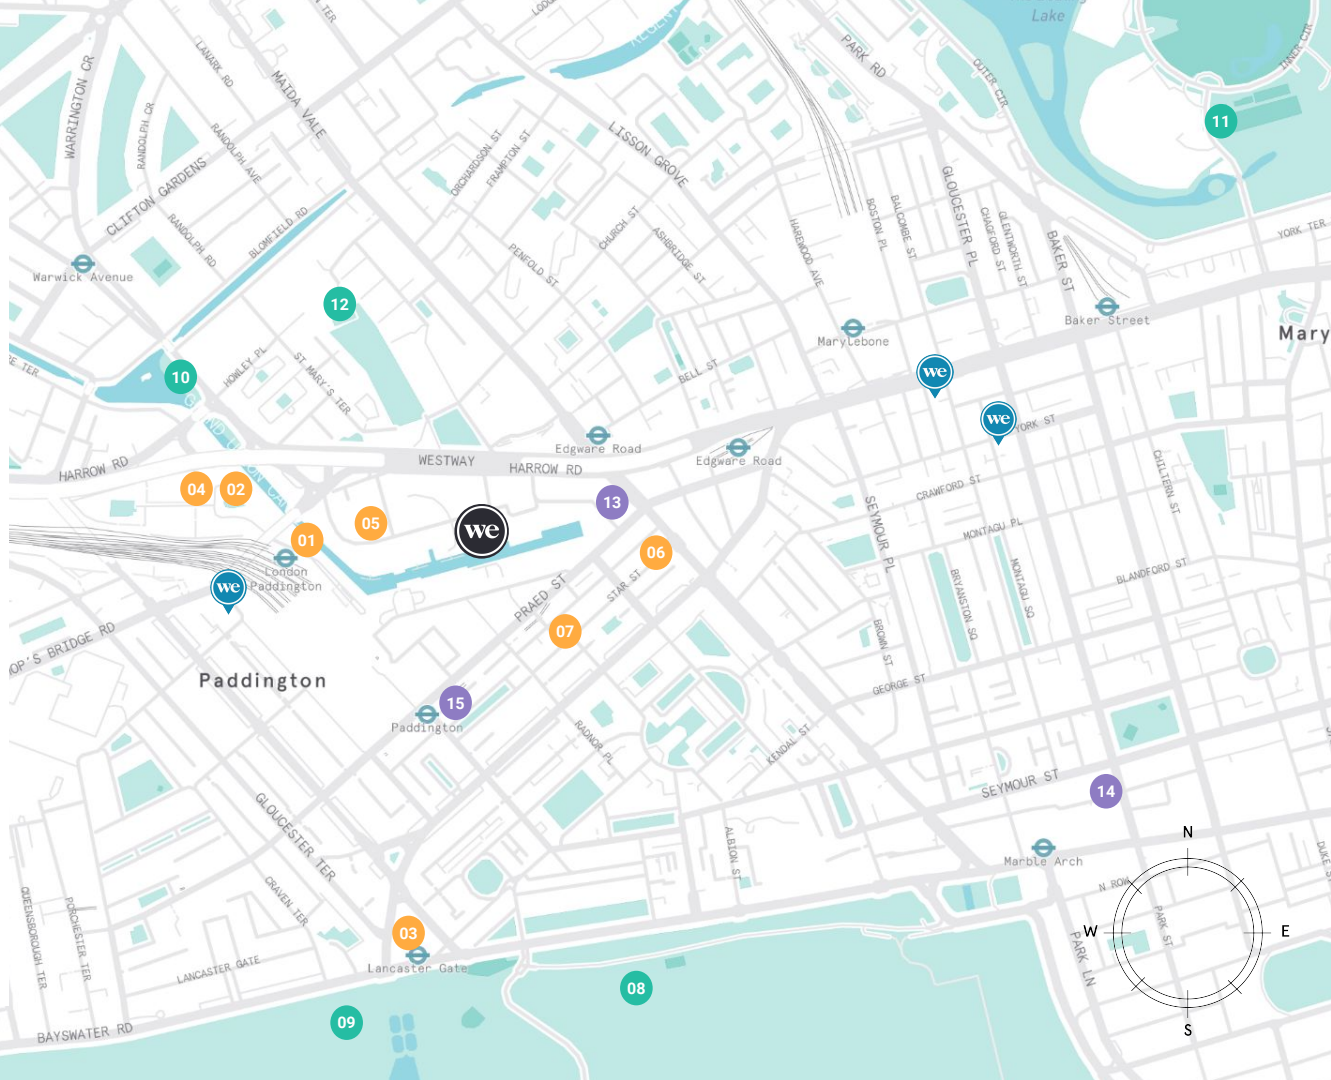 Lake
PARK RD
OUTER CIR
INNER CIR
11
LANARK RD
MAIDA VALE
WARRINGTON CR
RANDOLPH CR
RANDOLPH AVE
CLIFTON GARDENS
RANDOLPH RD
BLOMFIELD RD
ORCHARDSON ST
FRAMPTON ST
LISSON GROVE
CHURCH ST
ASHBRIDGE ST
PENFOLD ST
HAREWOOD AVE
BOSTON PL
BALCOMBE ST
GLOUCESTER PL
CHAGFORD ST
GLENTWORTH ST
BAKER ST
YORK TER
Warwick Avenue
12
Marylebone
Baker Street
Mary
10
HOWLEY PL
ST MARY'S TER
BELL ST
we
we
YORK ST
Edgware Road
Edgware Road
HARROW RD
WESTWAY
HARROW RD
04
02
05
we
13
01
06
CRAWFORD ST
SEYMOUR PL
MONTAGU PL
CHILTERN ST
London
Paddington
we
PRAED ST
STAR ST
BRYANSTON SQ
MONTAGU SQ
BLANDFORD ST
07
OP'S BRIDGE RD
BROWN ST
GEORGE ST
Paddington
15
Paddington
RADNOR PL
KENDAL ST
SEYMOUR ST
14
GLOUCESTER TER
ALBION ST
Marble Arch
N
N ROW
W
E
S
PARK ST
PARK LN
CRAVEN TER
QUEENSBOROUGH TER
PORCHESTER TER
03
LANCASTER GATE
Lancaster Gate
08
09
BAYSWATER RD